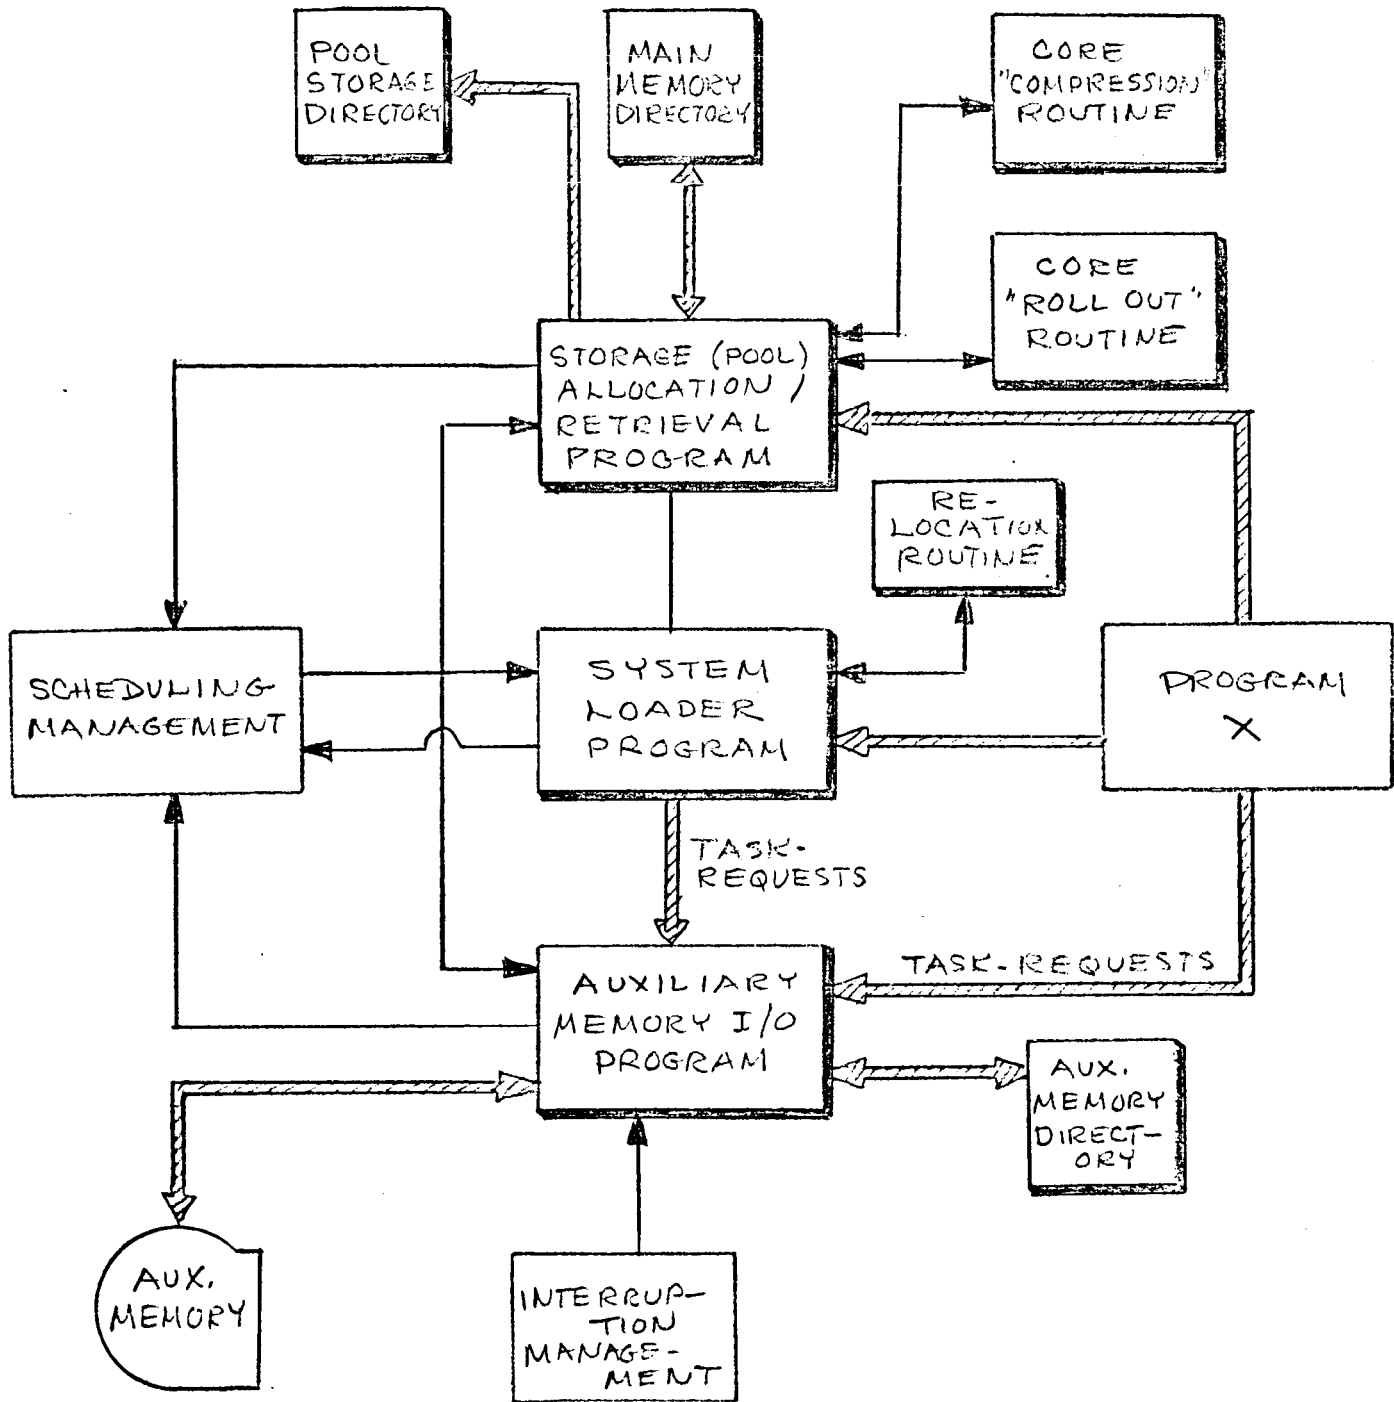 POOL
STORAGE
DIRECTORY
MAIN
MEMORY
DIRECTORY
CORE
"COMPRESSION"
ROUTINE
CORE
"ROLL OUT"
ROUTINE
STORAGE (POOL)
ALLOCATION /
RETRIEVAL
PROGRAM
RE-
LOCATION
ROUTINE
SCHEDULING
MANAGEMENT
SYSTEM
LOADER
PROGRAM
PROGRAM
X
TASK-
REQUESTS
TASK-REQUESTS
AUXILIARY
MEMORY I/O
PROGRAM
AUX.
MEMORY
DIRECT-
ORY
AUX.
MEMORY
INTERRUP-
TION
MANAGE-
MENT